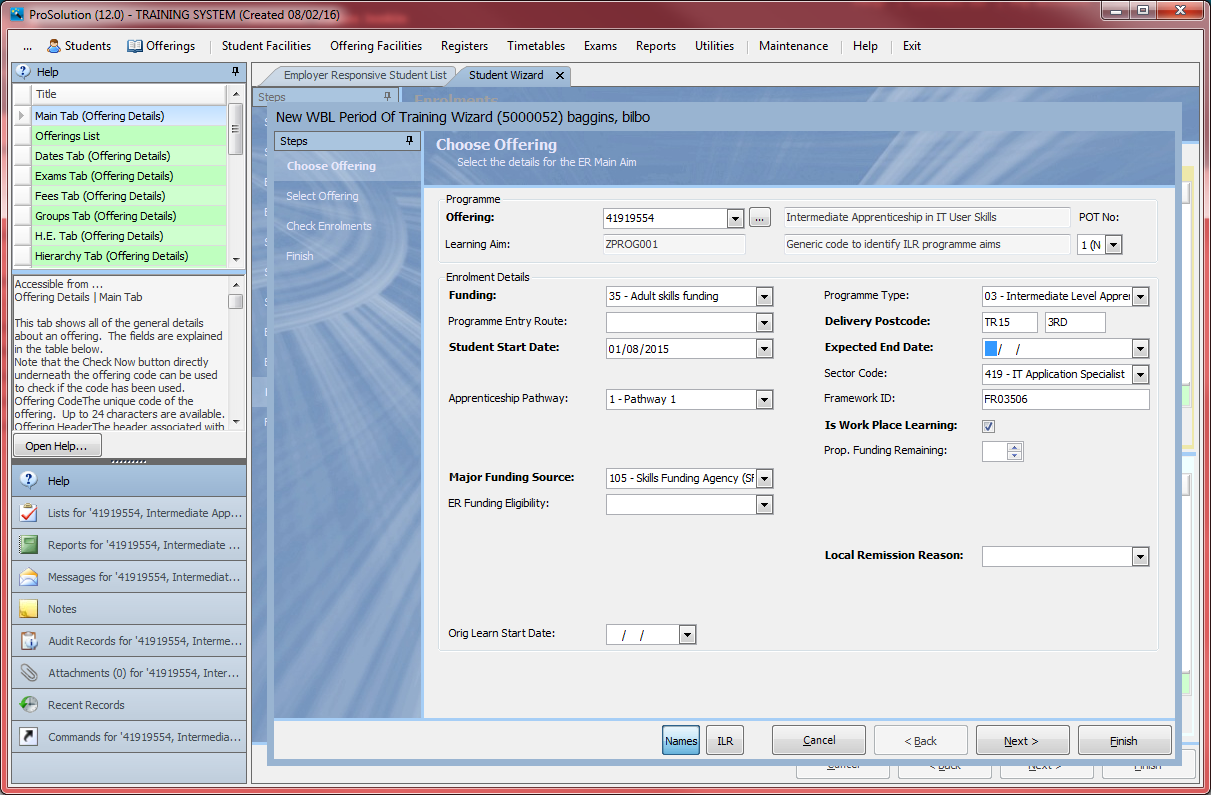 ProSolution (12.0) - TRAINING SYSTEM (Created 08/02/16)
... Students Offerings Student Facilities Offering Facilities Registers Timetables Exams Reports Utilities Maintenance Help Exit
Help
Title
Main Tab (Offering Details)
Offerings List
Dates Tab (Offering Details)
Exams Tab (Offering Details)
Fees Tab (Offering Details)
Groups Tab (Offering Details)
H.E. Tab (Offering Details)
Hierarchy Tab (Offering Details)
Accessible from ...
Offering Details | Main Tab
This tab shows all of the general details
about an offering. The fields are explained
in the table below.
Note that the Check Now button directly
underneath the offering code can be used
to check if the code has been used.
Offering CodeThe unique code of the
offering. Up to 24 characters are available.
Offering HeaderThe header associated with
Open Help...
Help
Lists for '41919554, Intermediate App...
Reports for '41919554, Intermediate ...
Messages for '41919554, Intermediat...
Notes
Audit Records for '41919554, Interme...
Attachments (0) for '41919554, Inter...
Recent Records
Commands for '41919554, Intermedia...
Employer Responsive Student List
Student Wizard
Steps
Enrolments
New WBL Period Of Training Wizard (5000052) baggins, bilbo
Steps
Choose Offering
Select Offering
Check Enrolments
Finish
Choose Offering
Select the details for the ER Main Aim
Programme
Offering: 41919554 ... Intermediate Apprenticeship in IT User Skills POT No:
Learning Aim: ZPROG001 Generic code to identify ILR programme aims 1 (N
Enrolment Details
Funding: 35 - Adult skills funding Programme Type: 03 - Intermediate Level Appren
Programme Entry Route: Delivery Postcode: TR15 3RD
Student Start Date: 01/08/2015 Expected End Date: / /
Sector Code: 419 - IT Application Specialist
Apprenticeship Pathway: 1 - Pathway 1 Framework ID: FR03506
Is Work Place Learning:
Prop. Funding Remaining:
Major Funding Source: 105 - Skills Funding Agency (SF
ER Funding Eligibility:
Local Remission Reason:
Orig Learn Start Date: / /
Names ILR Cancel < Back Next > Finish
Cancel < Back Next > Finish